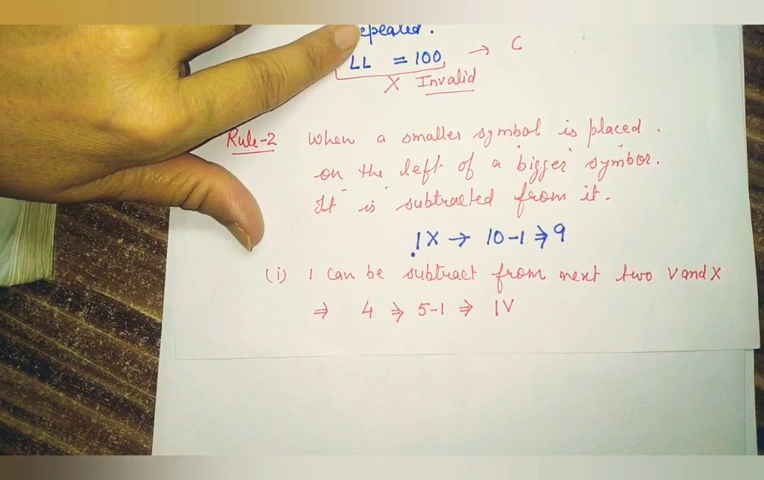 epeated.
LL = 100 → C
X Invalid
Rule-2 When a smaller symbol is placed.
on the left of a bigger symbol.
It is subtracted from it.
IX → 10-1 ⇒ 9
(i) I can be subtract from next two V and X
⇒ 4 ⇒ 5-1 ⇒ IV